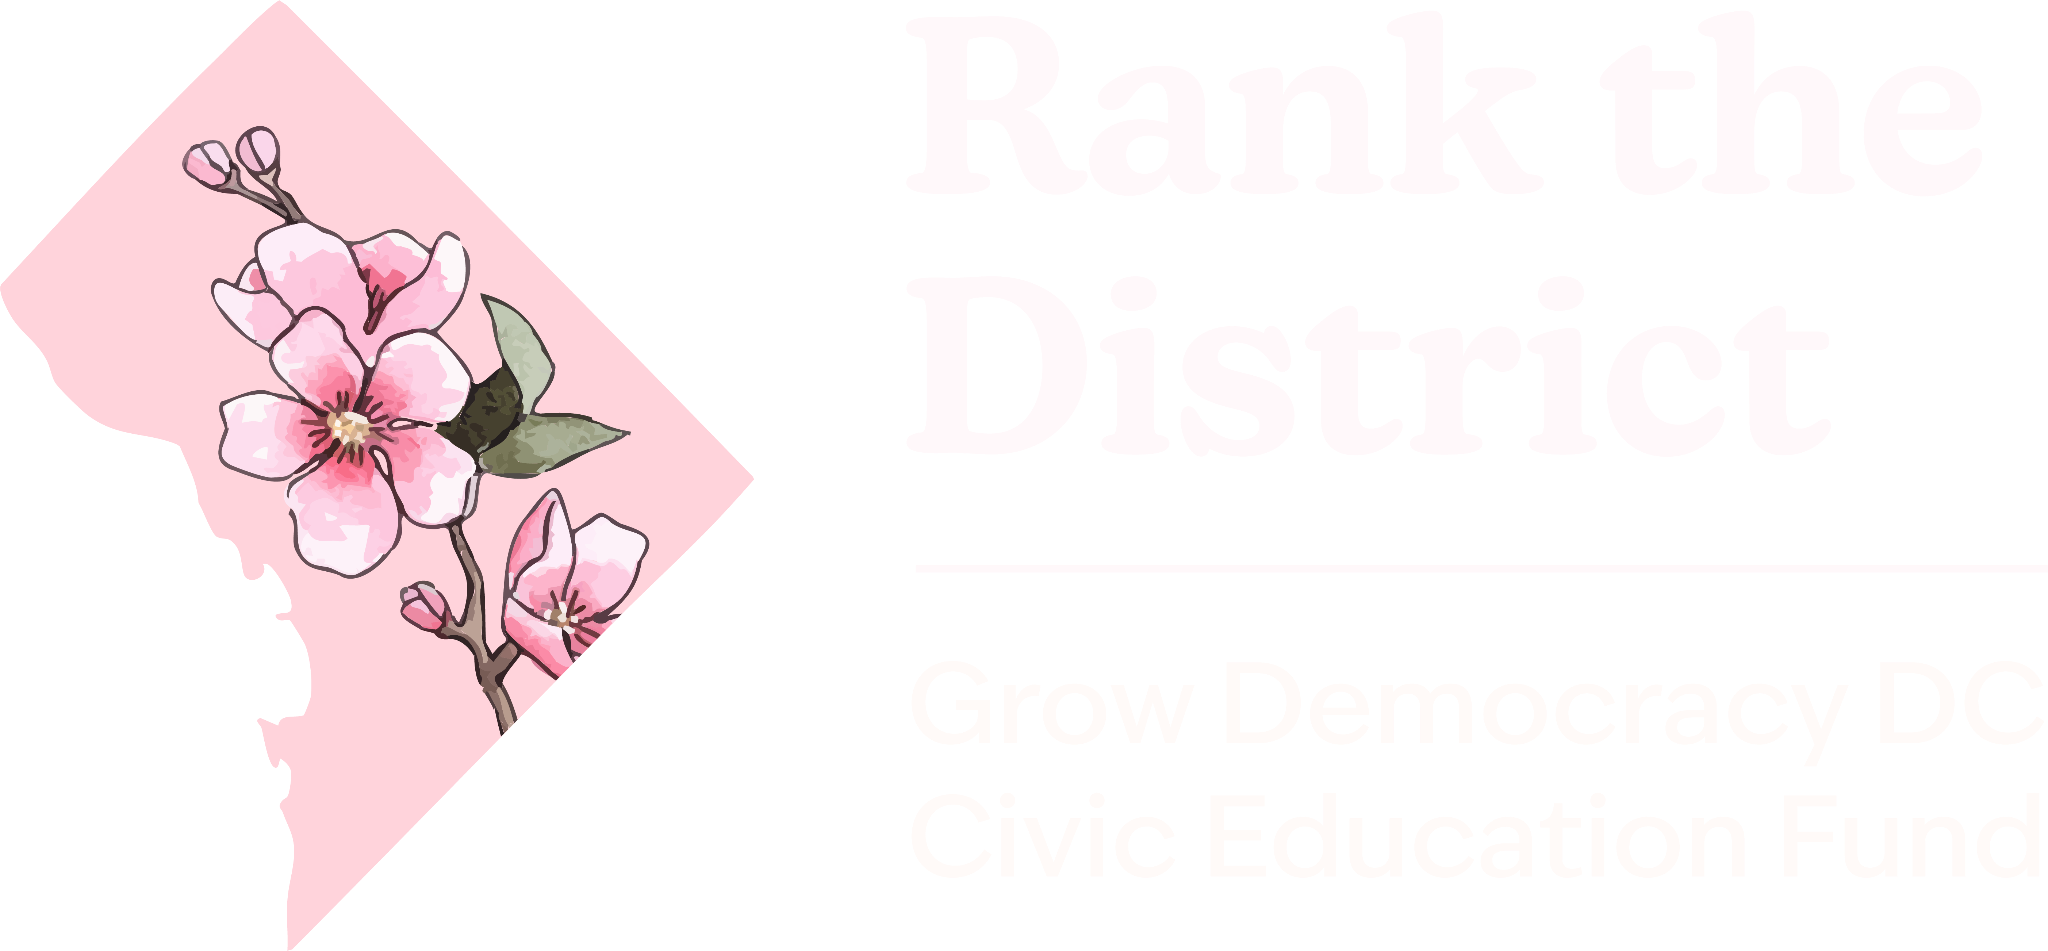 Rank the
District
Grow Democracy DC
Civic Education Fund